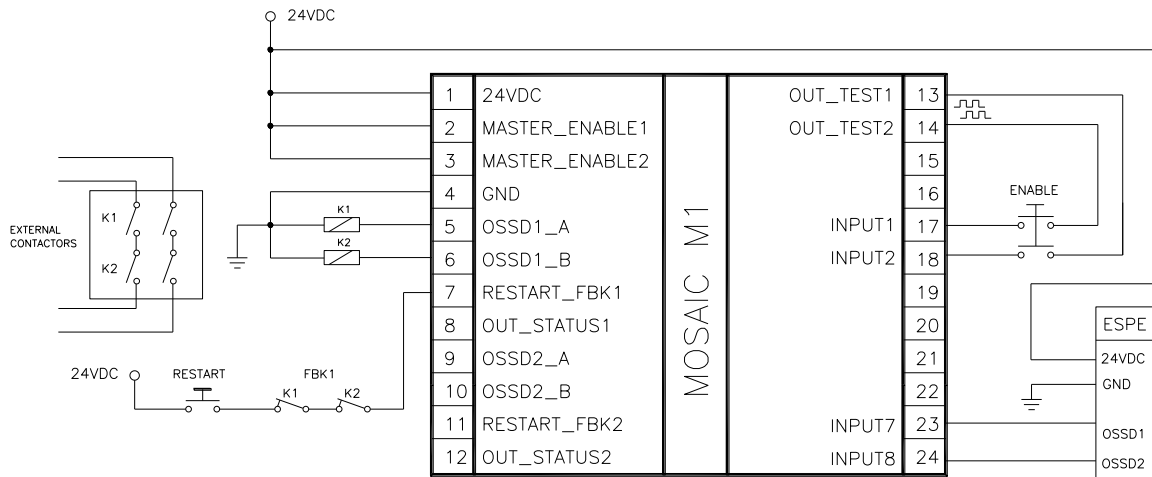 24VDC
1 24VDC
2 MASTER_ENABLE1
3 MASTER_ENABLE2
4 GND
5 OSSD1_A
6 OSSD1_B
7 RESTART_FBK1
8 OUT_STATUS1
9 OSSD2_A
10 OSSD2_B
11 RESTART_FBK2
12 OUT_STATUS2
MOSAIC M1
OUT_TEST1 13
OUT_TEST2 14
15
16
INPUT1 17
INPUT2 18
19
20
21
22
INPUT7 23
INPUT8 24
K1
K2
EXTERNAL
CONTACTORS
K1
K2
24VDC
RESTART
FBK1
K1
K2
ENABLE
ESPE
24VDC
GND
OSSD1
OSSD2